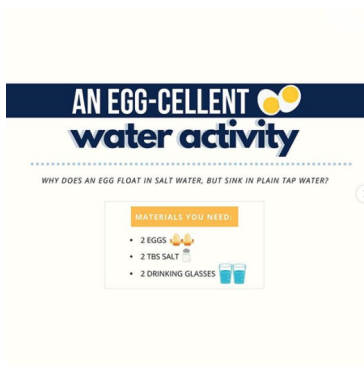 AN EGG-CELLENT
water activity
WHY DOES AN EGG FLOAT IN SALT WATER, BUT SINK IN PLAIN TAP WATER?
MATERIALS YOU NEED:
• 2 EGGS
• 2 TBS SALT
• 2 DRINKING GLASSES